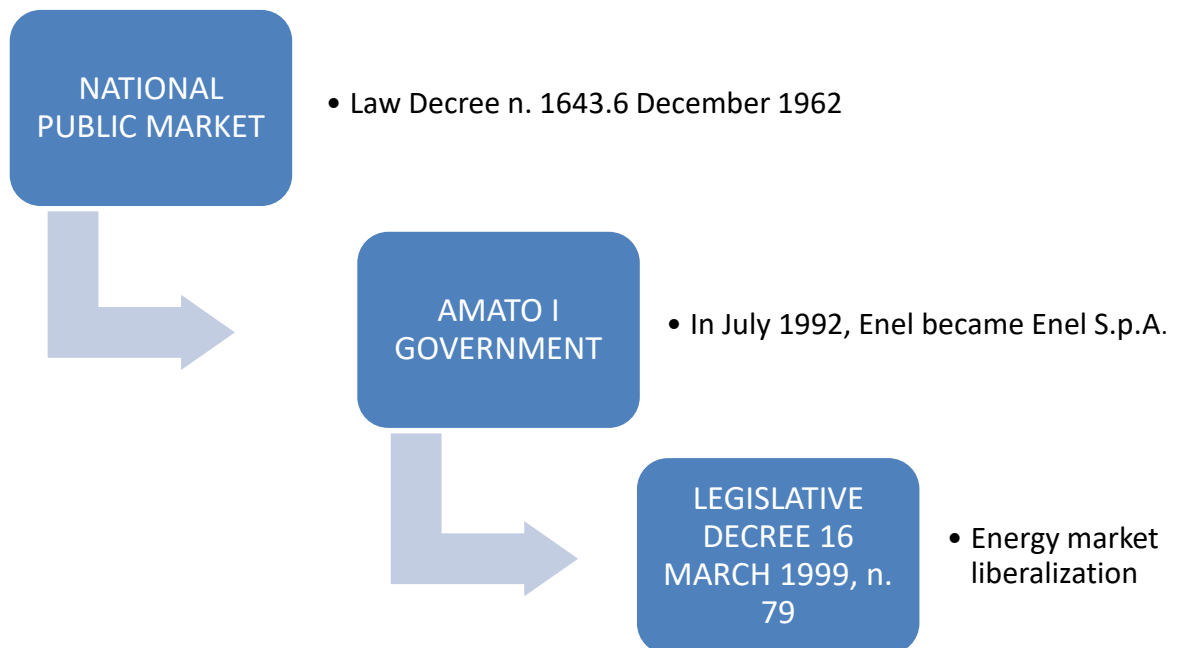 NATIONAL
PUBLIC MARKET
• Law Decree n. 1643.6 December 1962
AMATO I
GOVERNMENT
• In July 1992, Enel became Enel S.p.A.
LEGISLATIVE
DECREE 16
MARCH 1999, n.
79
• Energy market
liberalization